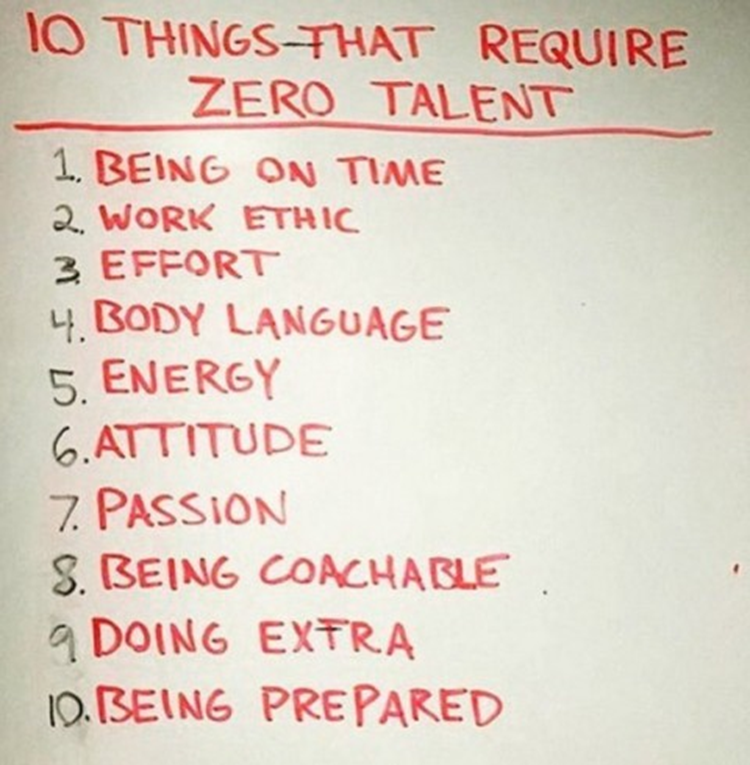 10 THINGS THAT REQUIRE
ZERO TALENT
1. BEING ON TIME
2. WORK ETHIC
3 EFFORT
4. BODY LANGUAGE
5. ENERGY
6. ATTITUDE
7. PASSION
8. BEING COACHABLE
9 DOING EXTRA
10. BEING PREPARED